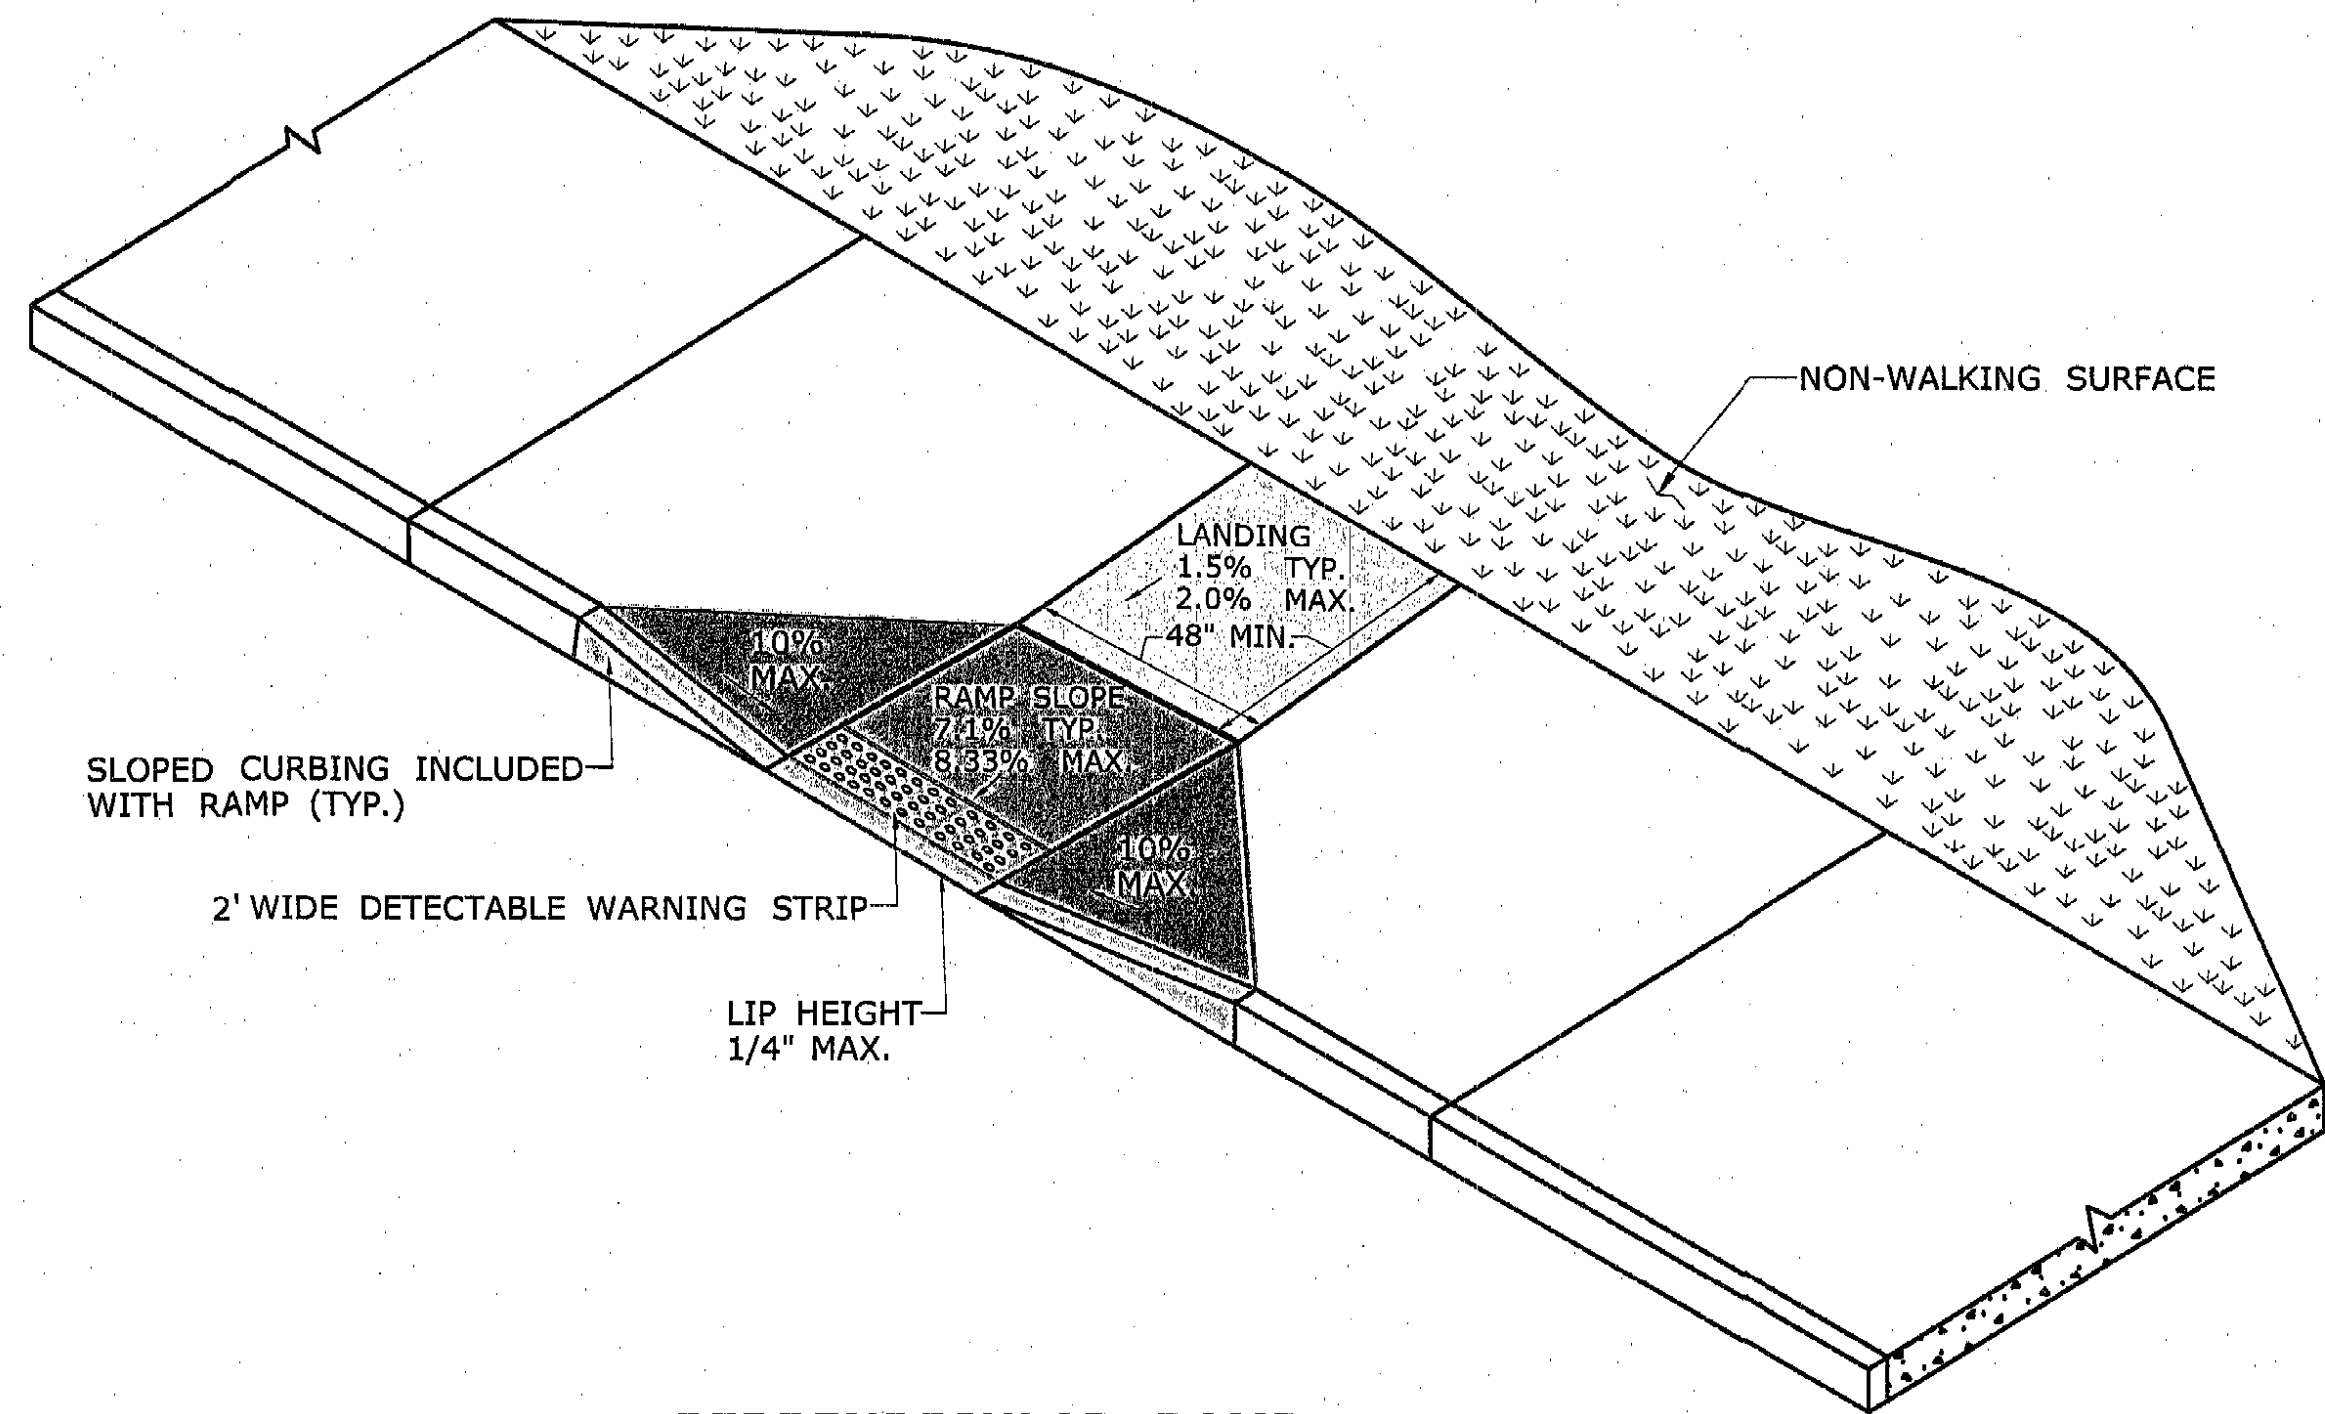 NON-WALKING SURFACE
LANDING
1.5% TYP.
2.0% MAX.
48" MIN.
10%
MAX.
RAMP SLOPE
7.1% TYP.
8.33% MAX.
SLOPED CURBING INCLUDED
WITH RAMP (TYP.)
10%
MAX.
2' WIDE DETECTABLE WARNING STRIP
LIP HEIGHT
1/4" MAX.